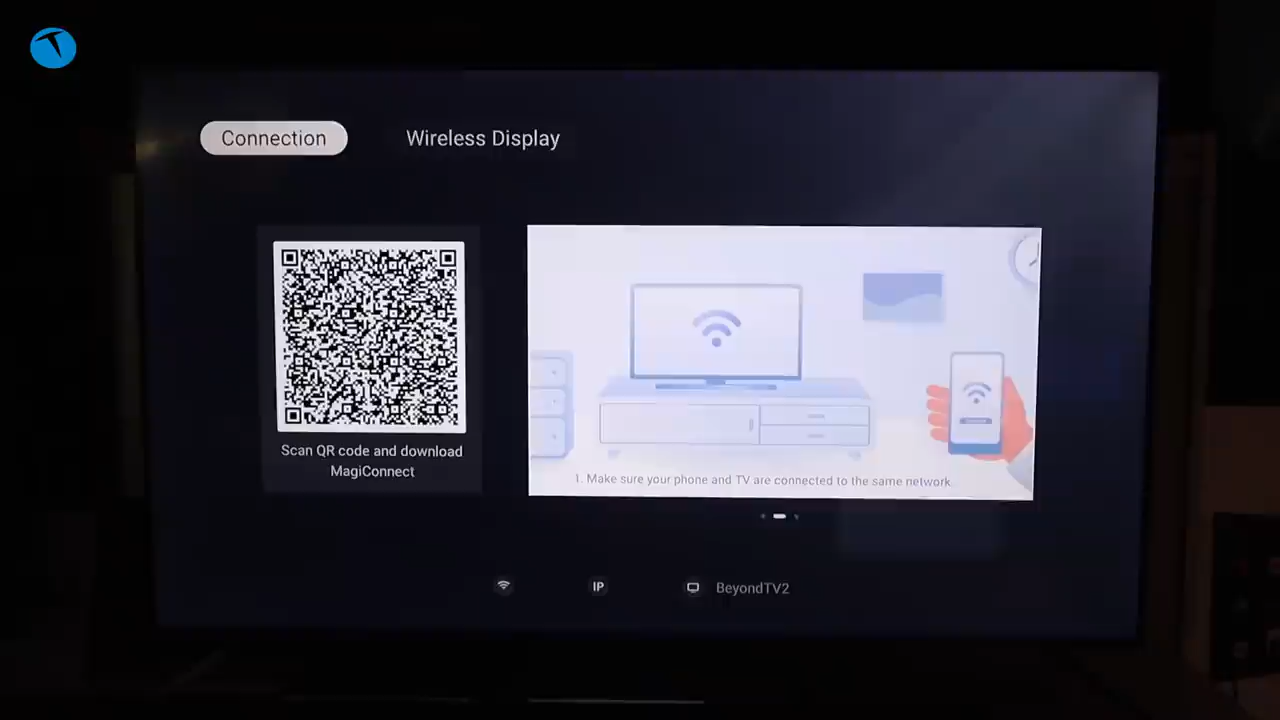 Connection
Wireless Display
Scan QR code and download
MagiConnect
1. Make sure your phone and TV are connected to the same network.
IP
BeyondTV2